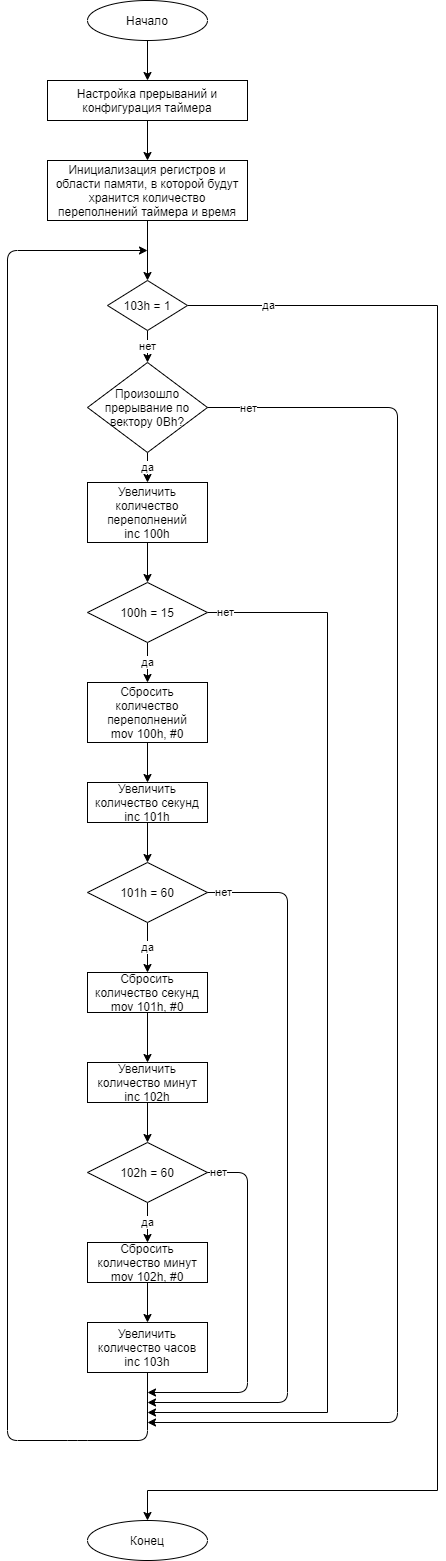 Начало
Настройка прерываний и
конфигурация таймера
Инициализация регистров и
области памяти, в которой будут
хранится количество
переполнений таймера и время
103h = 1
да
нет
Произошло
прерывание по
вектору 0Bh?
нет
да
Увеличить
количество
переполнений
inc 100h
100h = 15
нет
да
Сбросить
количество
переполнений
mov 100h, #0
Увеличить
количество секунд
inc 101h
101h = 60
нет
да
Сбросить
количество секунд
mov 101h, #0
Увеличить
количество минут
inc 102h
102h = 60
нет
да
Сбросить
количество минут
mov 102h, #0
Увеличить
количество часов
inc 103h
Конец